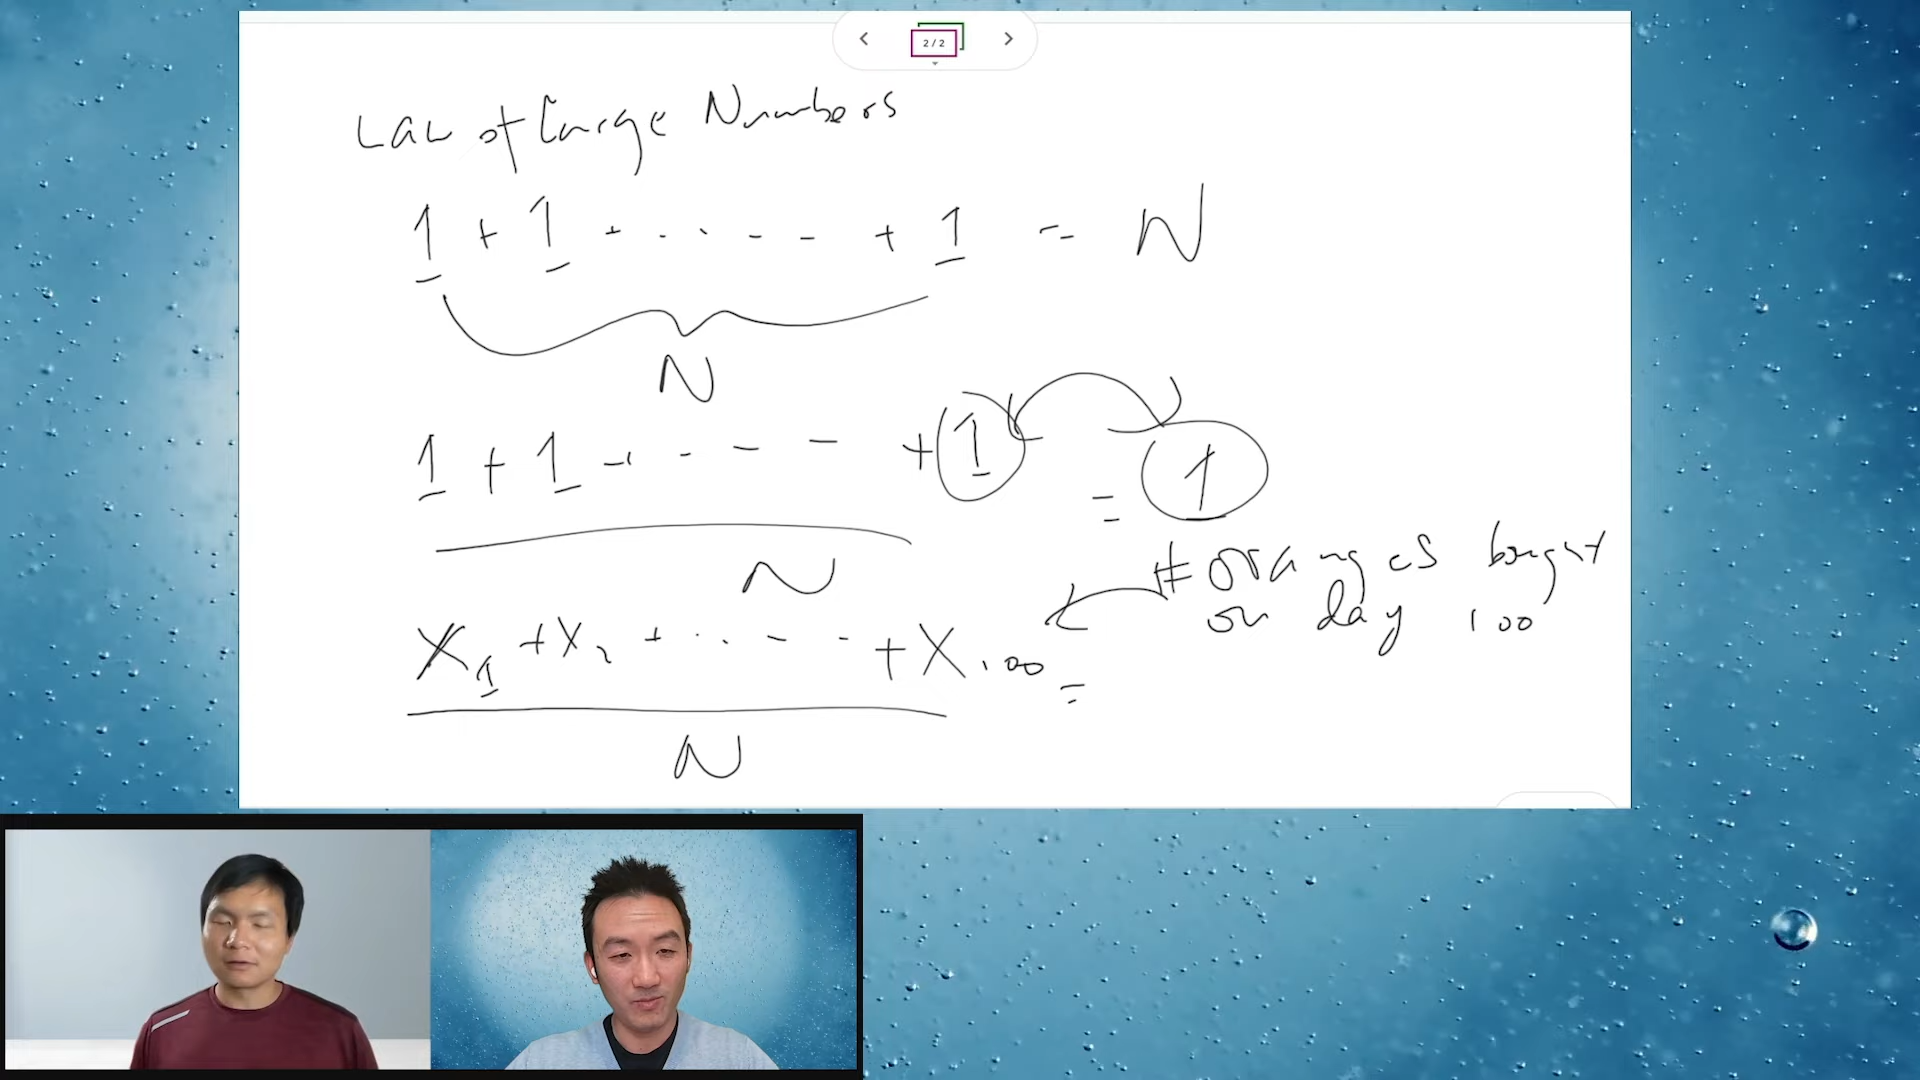 2 / 2
Law of Large Numbers
1 + 1 + . . . - - + 1 = N
N
1 + 1 - - - - + 1 = 1
N
# oranges bought
on day 100
X1 + X2 + . . . - - + X100 =
N